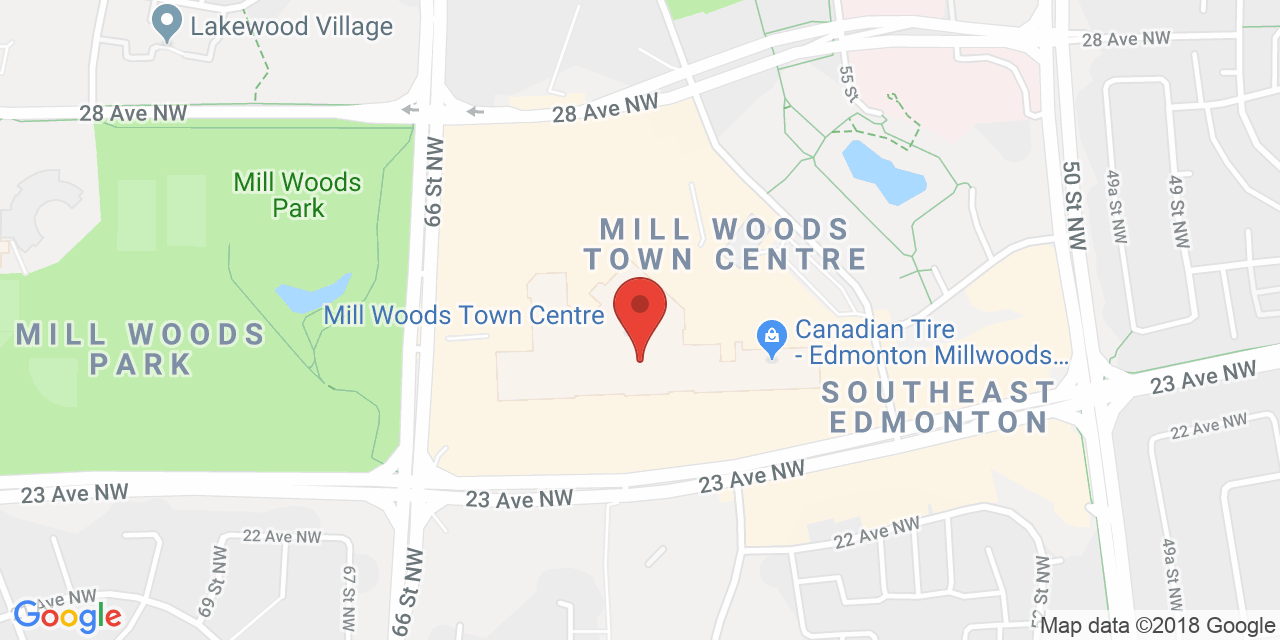 Lakewood Village
28 Ave NW
28 Ave NW
28 Ave NW
55 St
66 St NW
50 St NW
49a St NW
49 St NW
Mill Woods
Park
MILL WOODS
TOWN CENTRE
Mill Woods Town Centre
MILL WOODS
PARK
Canadian Tire
- Edmonton Millwoods...
SOUTHEAST
EDMONTON
23 Ave NW
22 Ave NW
23 Ave NW
23 Ave NW
23 Ave NW
22 Ave NW
22 Ave NW
69 St NW
67 St NW
66 St NW
49a St NW
St NW
Ave NW
Google
Map data ©2018 Google